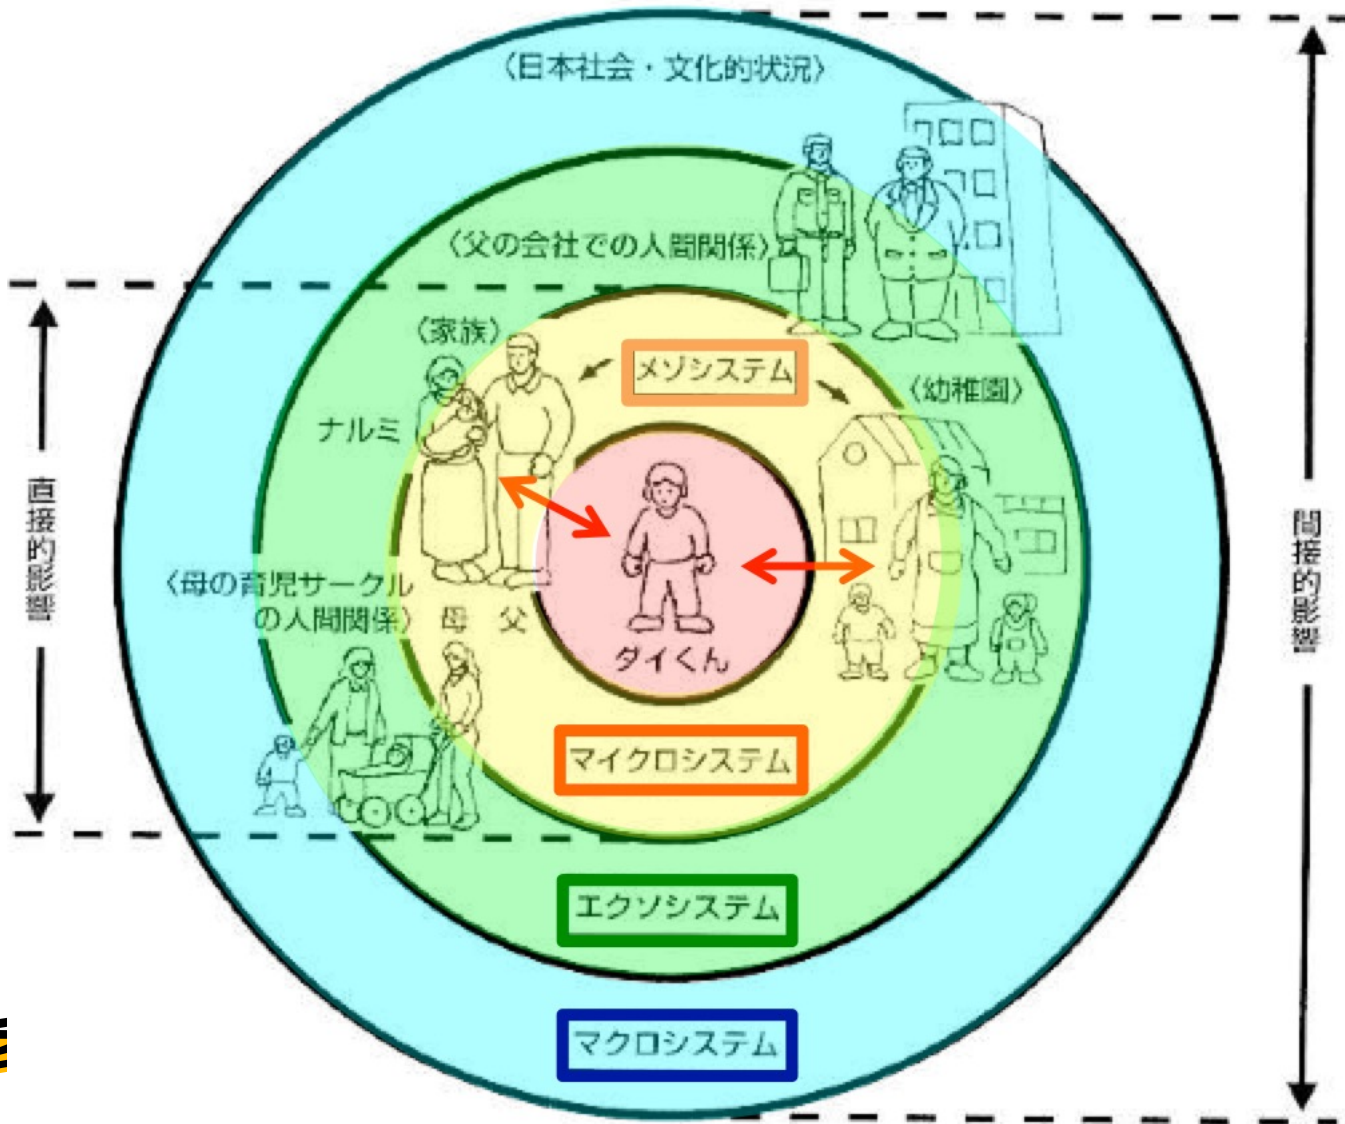 〈日本社会・文化的状況〉
〈父の会社での人間関係〉
〈家族〉
メゾシステム
〈幼稚園〉
ナルミ
直接的影響
間接的影響
〈母の育児サークル
の人間関係〉
母 父
ダイくん
マイクロシステム
エクソシステム
マクロシステム